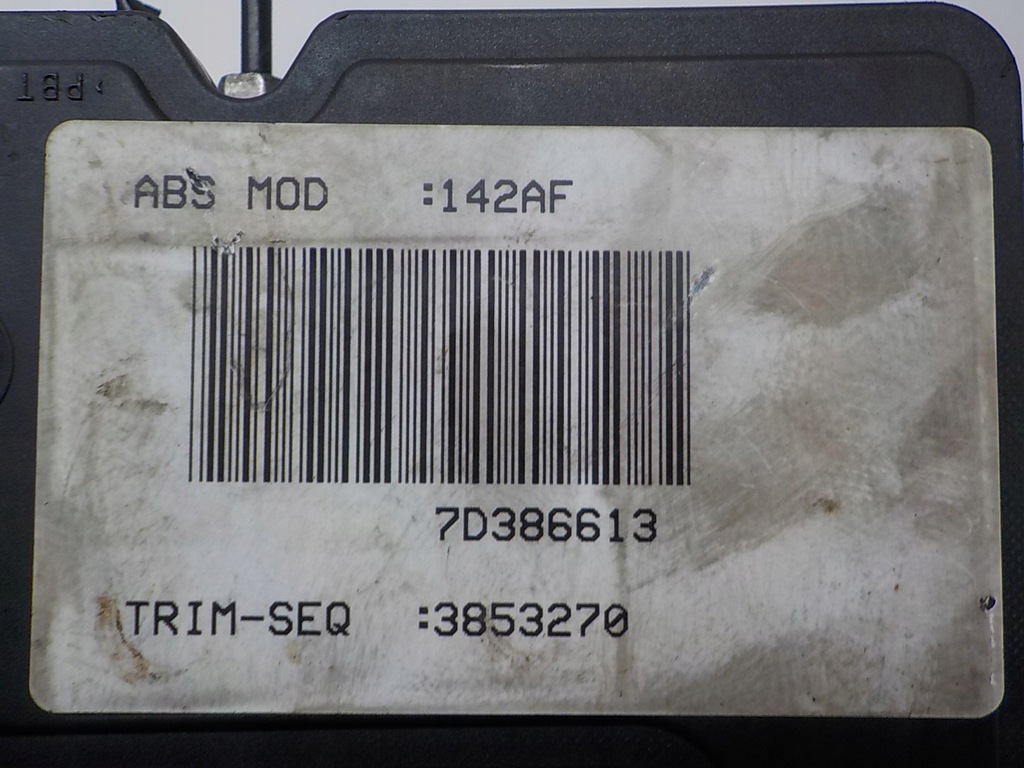 >PBT
ABS MOD :142AF
7D386613
TRIM-SEQ :3853270